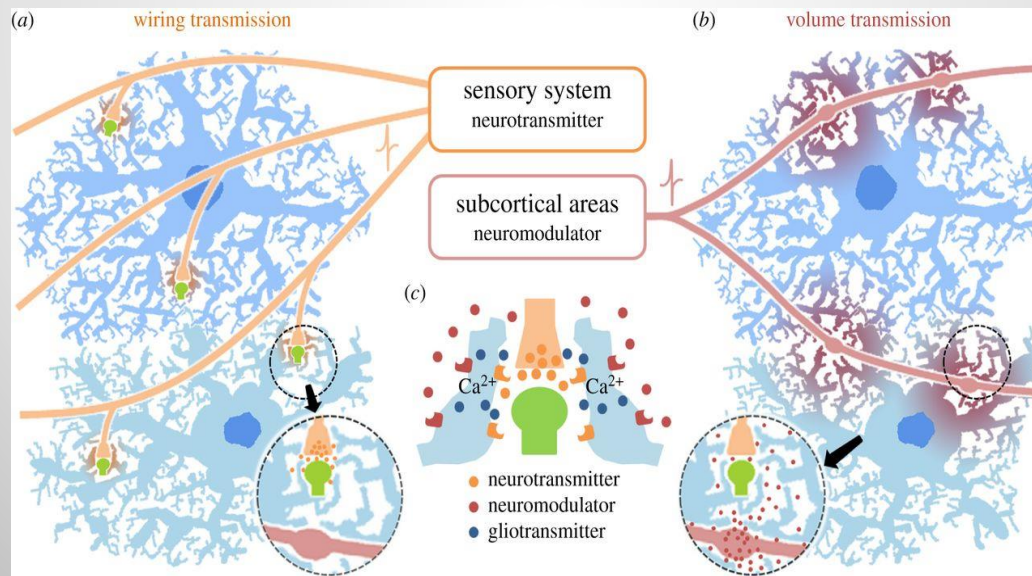 (a)
wiring transmission
(b)
volume transmission
sensory system
neurotransmitter
subcortical areas
neuromodulator
(c)
Ca²⁺
Ca²⁺
neurotransmitter
neuromodulator
gliotransmitter